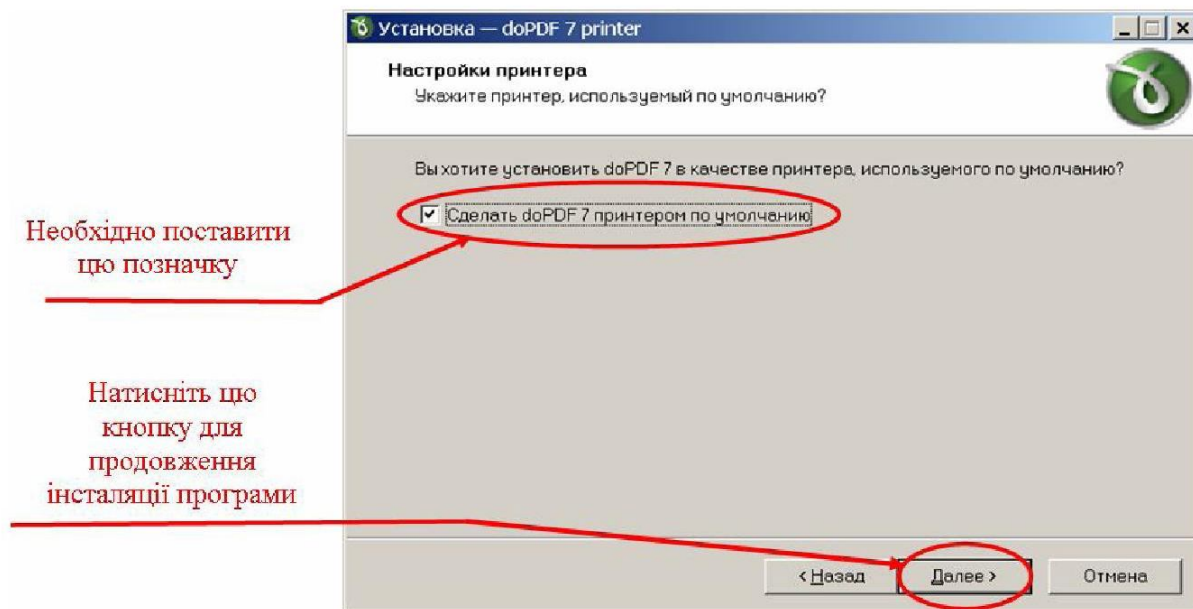 Установка — doPDF 7 printer
Настройки принтера
Укажите принтер, используемый по умолчанию?
Вы хотите установить doPDF 7 в качестве принтера, используемого по умолчанию?
Сделать doPDF 7 принтером по умолчанию
Необхідно поставити
цю позначку
Натисніть цю
кнопку для
продовження
інсталяції програми
< Назад
Далее >
Отмена